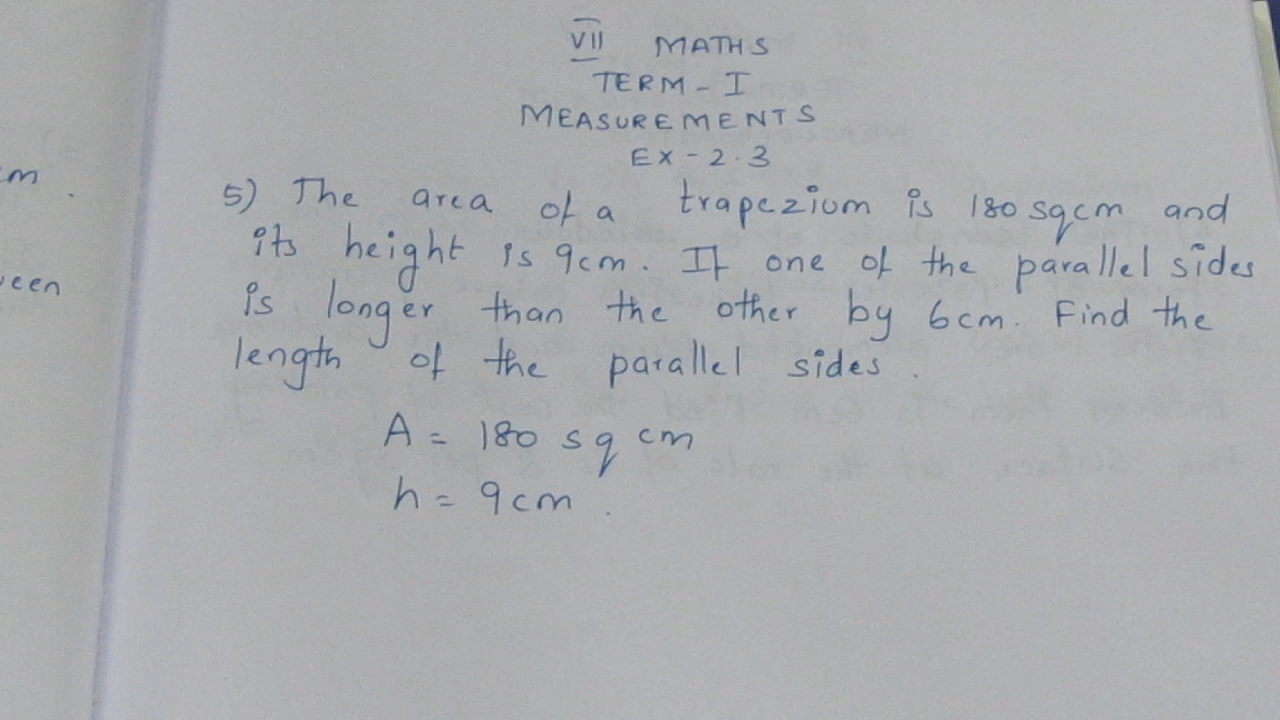 VII MATHS
TERM - I
MEASUREMENTS
EX - 2.3
m.
5) The area of a trapezium is 180 sqcm and
its height is 9cm. If one of the parallel sides
een
is longer than the other by 6cm. Find the
length of the parallel sides.
A = 180 sq cm
h = 9cm.